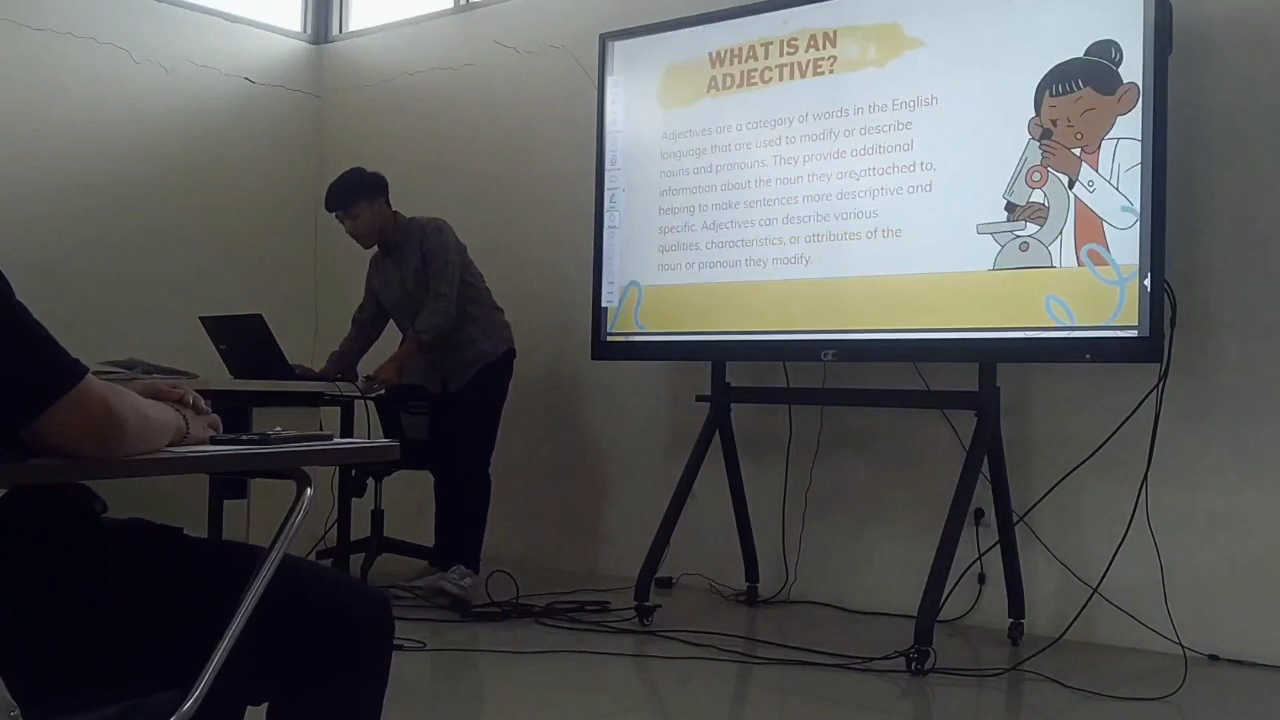 WHAT IS AN
ADJECTIVE?
Adjectives are a category of words in the English
language that are used to modify or describe
nouns and pronouns. They provide additional
information about the noun they are attached to,
helping to make sentences more descriptive and
specific. Adjectives can describe various
qualities, characteristics, or attributes of the
noun or pronoun they modify.